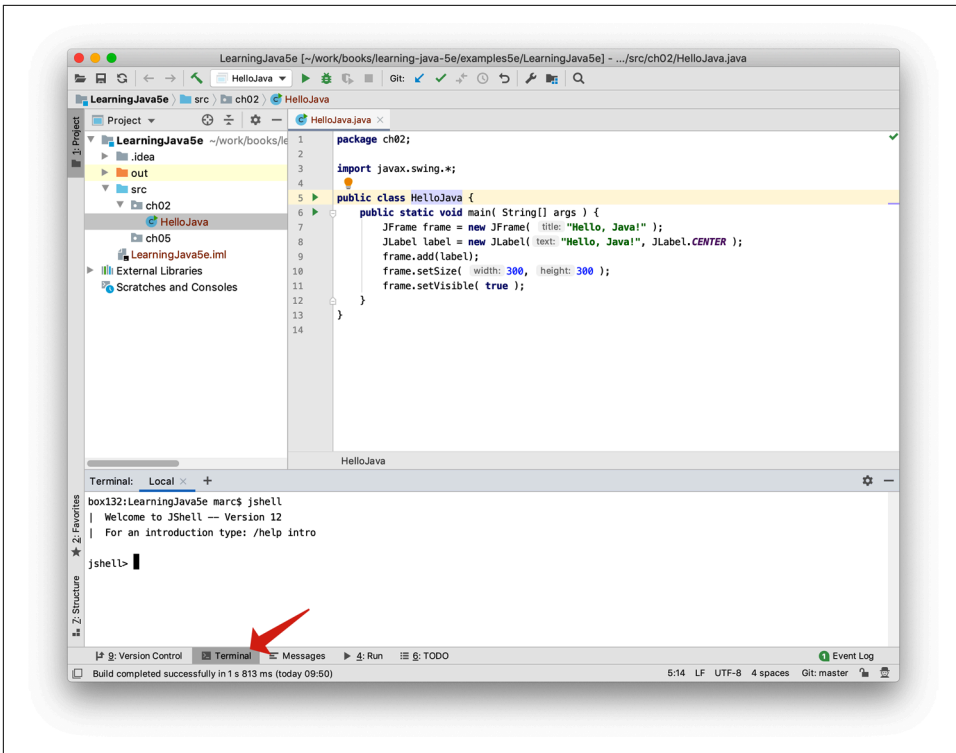 LearningJava5e [~/work/books/learning-java-5e/examples5e/LearningJava5e] - .../src/ch02/HelloJava.java
HelloJava Git:
LearningJava5e src ch02 HelloJava
1: Project
Project
HelloJava.java
LearningJava5e ~/work/books/le
.idea
out
src
ch02
HelloJava
ch05
LearningJava5e.iml
External Libraries
Scratches and Consoles
1 package ch02;
2
3 import javax.swing.*;
4
5 public class HelloJava {
6 public static void main( String[] args ) {
7 JFrame frame = new JFrame( title: "Hello, Java!" );
8 JLabel label = new JLabel( text: "Hello, Java!", JLabel.CENTER );
9 frame.add(label);
10 frame.setSize( width: 300, height: 300 );
11 frame.setVisible( true );
12 }
13 }
14
HelloJava
Terminal: Local +
2: Favorites
Z: Structure
box132:LearningJava5e marc$ jshell
| Welcome to JShell -- Version 12
| For an introduction type: /help intro
jshell>
9: Version Control Terminal Messages 4: Run 6: TODO 1 Event Log
Build completed successfully in 1 s 813 ms (today 09:50) 5:14 LF UTF-8 4 spaces Git: master